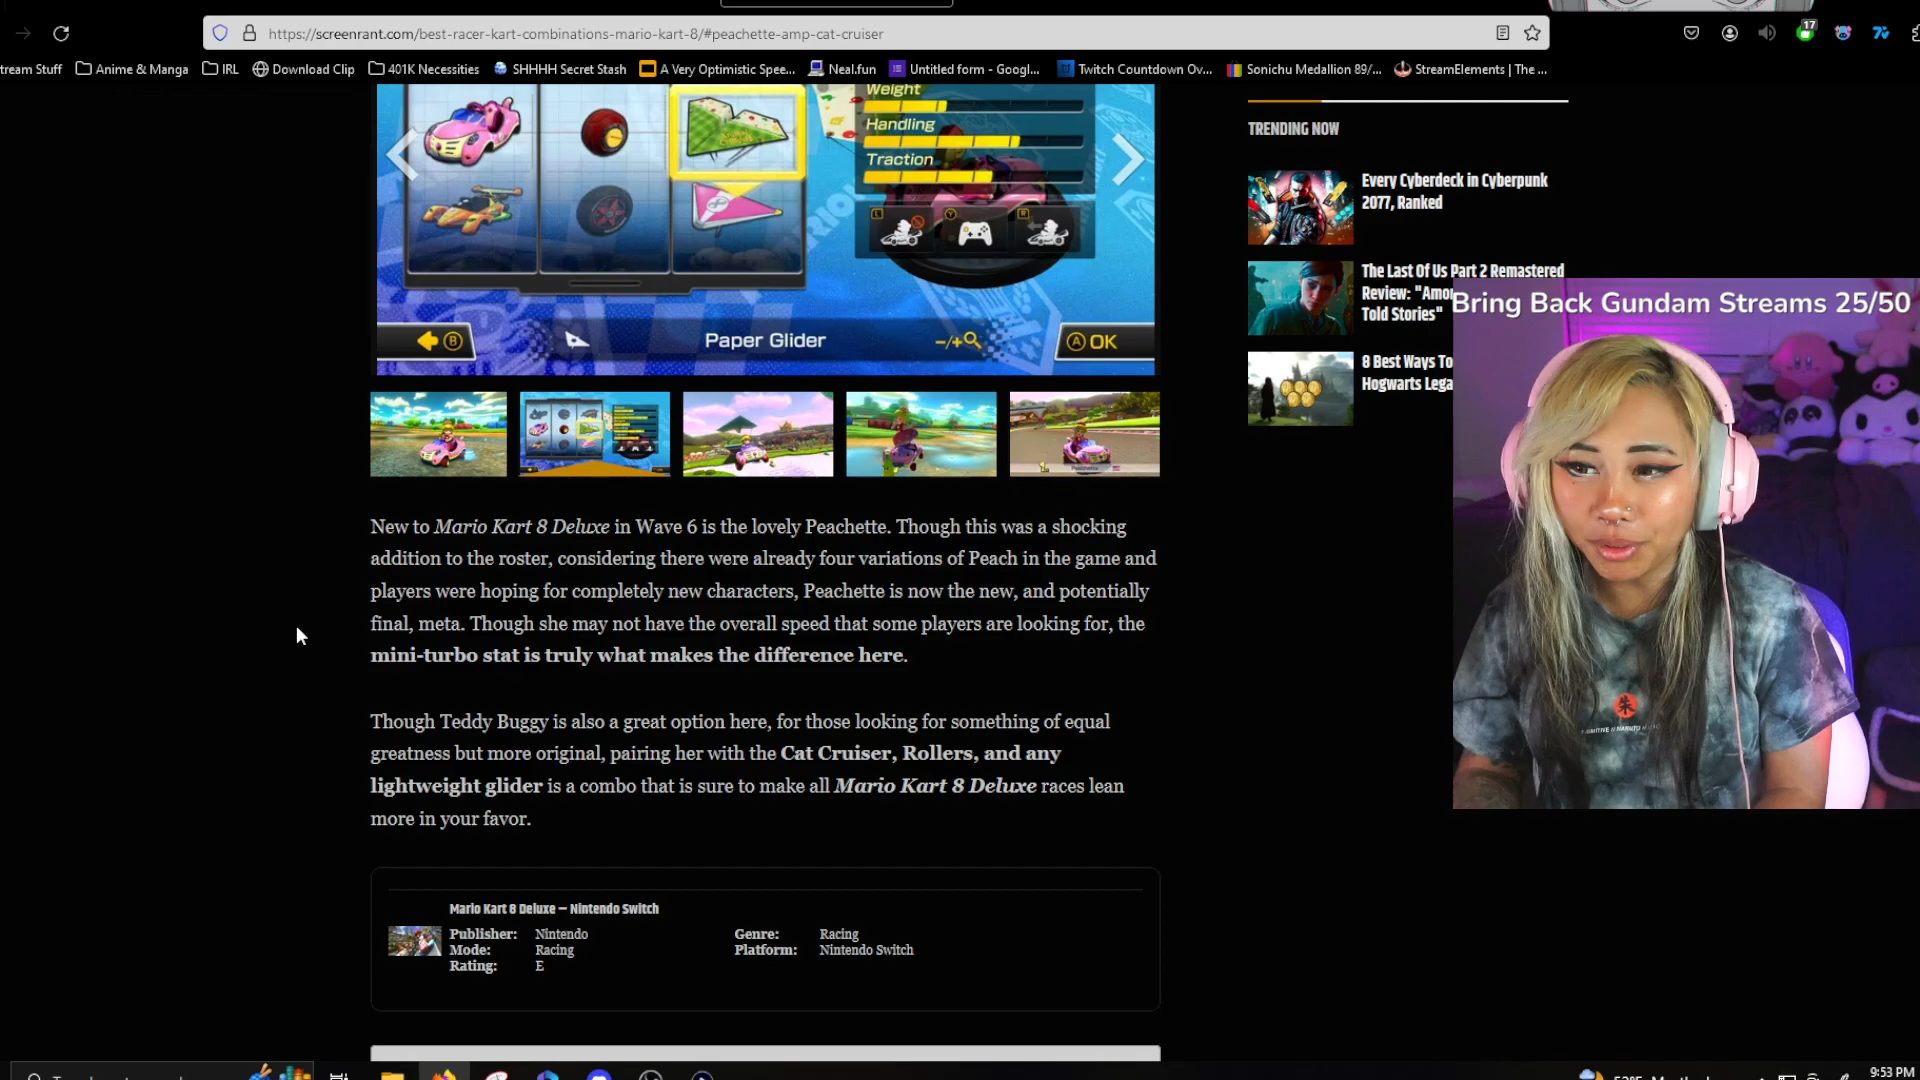 https://screenrant.com/best-racer-kart-combinations-mario-kart-8/#peachette-amp-cat-cruiser
17
tream Stuff
Anime & Manga
IRL
Download Clip
401K Necessities
SHHHH Secret Stash
A Very Optimistic Spee...
Neal.fun
Untitled form - Googl...
Twitch Countdown Ov...
Sonichu Medallion 89/...
StreamElements | The ...
Weight
Handling
Traction
L
Y
R
B
Paper Glider
-/+
A OK
TRENDING NOW
Every Cyberdeck in Cyberpunk
2077, Ranked
The Last Of Us Part 2 Remastered
Review: "Amo
Told Stories"
8 Best Ways To
Hogwarts Lega
Bring Back Gundam Streams 25/50
New to Mario Kart 8 Deluxe in Wave 6 is the lovely Peachette. Though this was a shocking
addition to the roster, considering there were already four variations of Peach in the game and
players were hoping for completely new characters, Peachette is now the new, and potentially
final, meta. Though she may not have the overall speed that some players are looking for, the
mini-turbo stat is truly what makes the difference here.
Though Teddy Buggy is also a great option here, for those looking for something of equal
greatness but more original, pairing her with the Cat Cruiser, Rollers, and any
lightweight glider is a combo that is sure to make all Mario Kart 8 Deluxe races lean
more in your favor.
Mario Kart 8 Deluxe – Nintendo Switch
Publisher: Nintendo
Mode: Racing
Rating: E
Genre: Racing
Platform: Nintendo Switch
朱
9:53 PM